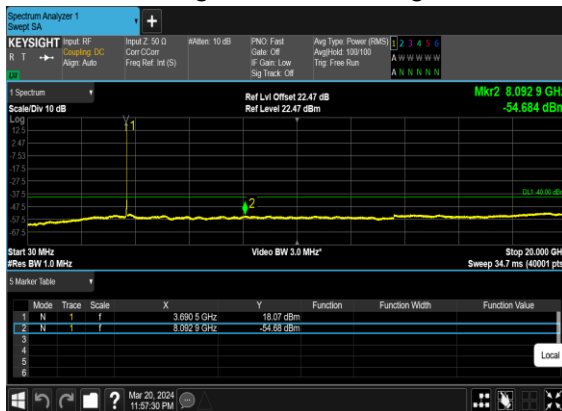 Spectrum Analyzer 1
Swept SA
+
KEYSIGHT Input: RF Input Z: 50 Ω #Atten: 10 dB PNO: Fast Avg Type: Power (RMS) 1 2 3 4 5 6
R T Coupling: DC Corr CCorr Gate: Off Avg|Hold: 100/100 A W W W W W
Align: Auto Freq Ref: Int (S) IF Gain: Low Trig: Free Run
Sig Track: Off A N N N N N
1 Spectrum Ref Lvl Offset 22.47 dB Mkr2 8.092 9 GHz
Scale/Div 10 dB Ref Level 22.47 dBm -54.684 dBm
Log
1
12.5
2.47
-7.53
-17.5
-27.5
DL1 -40.00 dBm
-37.5
2
-47.5
-57.5
-67.5
Start 30 MHz Video BW 3.0 MHz* Stop 20.000 GHz
#Res BW 1.0 MHz Sweep 34.7 ms (40001 pts)
5 Marker Table
Mode Trace Scale X Y Function Function Width Function Value
1 N 1 f 3.690 5 GHz 18.07 dBm
2 N 1 f 8.092 9 GHz -54.68 dBm
3
4
5
6
Local
? Mar 20, 2024
11:57:30 PM